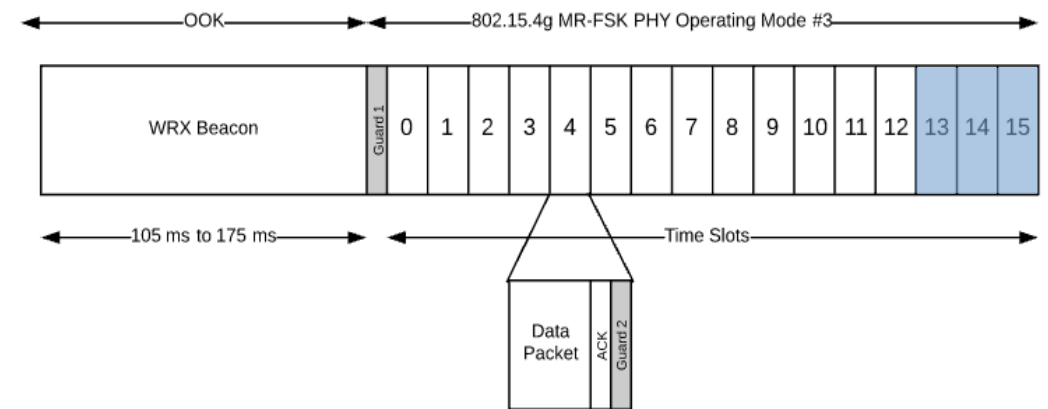 OOK
802.15.4g MR-FSK PHY Operating Mode #3
WRX Beacon
Guard 1
0 1 2 3 4 5 6 7 8 9 10 11 12 13 14 15
105 ms to 175 ms
Time Slots
Data
Packet
ACK
Guard 2